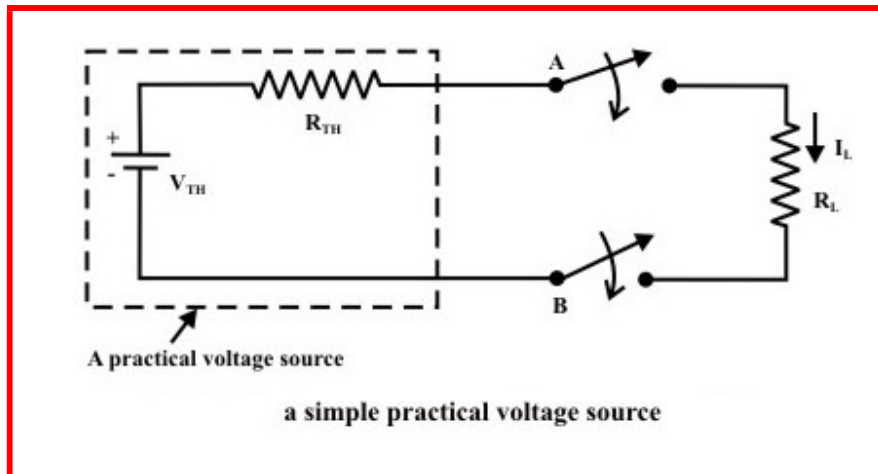 A
R_TH
+
-
V_TH
I_L
R_L
B
A practical voltage source
a simple practical voltage source